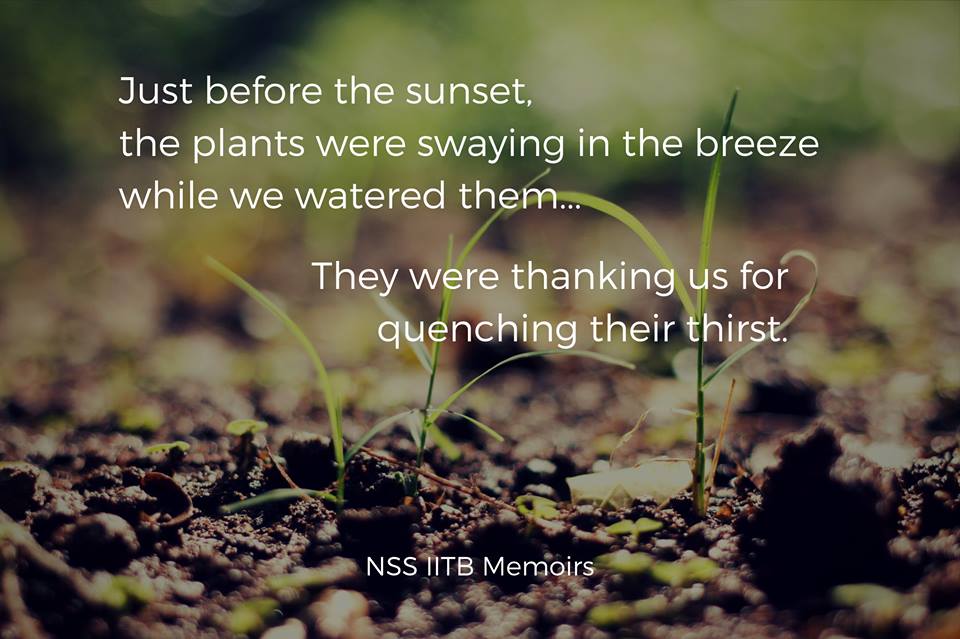 Just before the sunset,
the plants were swaying in the breeze
while we watered them...
They were thanking us for
quenching their thirst.
NSS IITB Memoirs